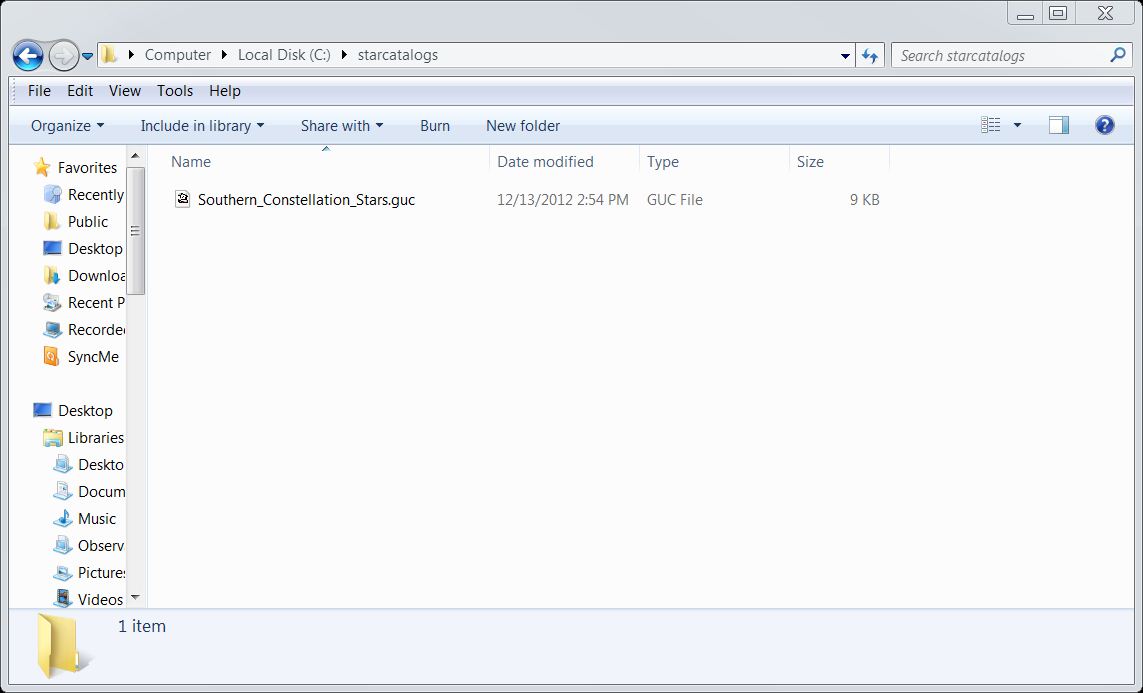 Computer Local Disk (C:) starcatalogs
Search starcatalogs
File Edit View Tools Help
Organize Include in library Share with Burn New folder
Name Date modified Type Size
Southern_Constellation_Stars.guc 12/13/2012 2:54 PM GUC File 9 KB
Favorites
Recently
Public
Desktop
Downloa
Recent P
Recorded
SyncMe
Desktop
Libraries
Deskto
Docum
Music
Observ
Pictures
Videos
1 item